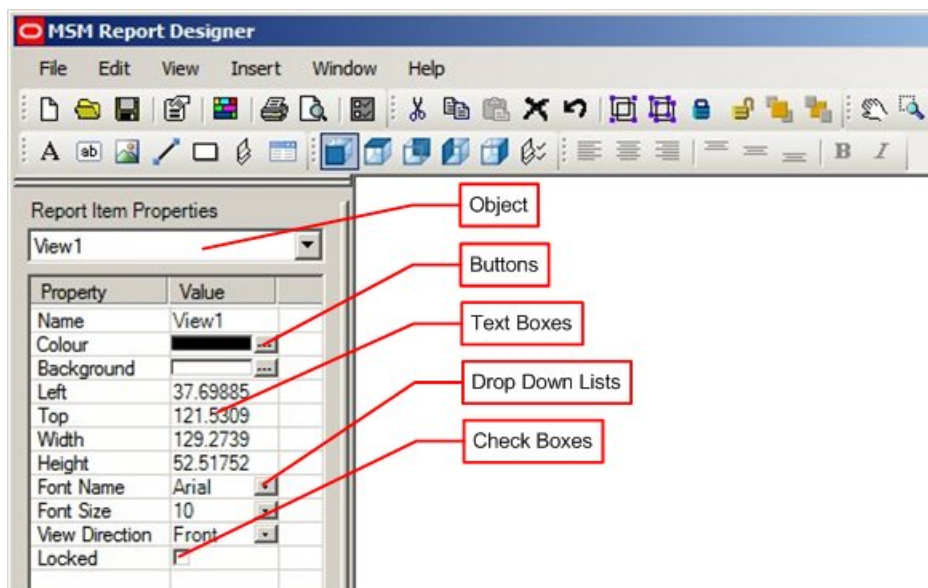 MSM Report Designer
File Edit View Insert Window Help
A ab B I
Report Item Properties
View1
Property Value
Name View1
Colour ...
Background ...
Left 37.69885
Top 121.5309
Width 129.2739
Height 52.51752
Font Name Arial
Font Size 10
View Direction Front
Locked
Object
Buttons
Text Boxes
Drop Down Lists
Check Boxes